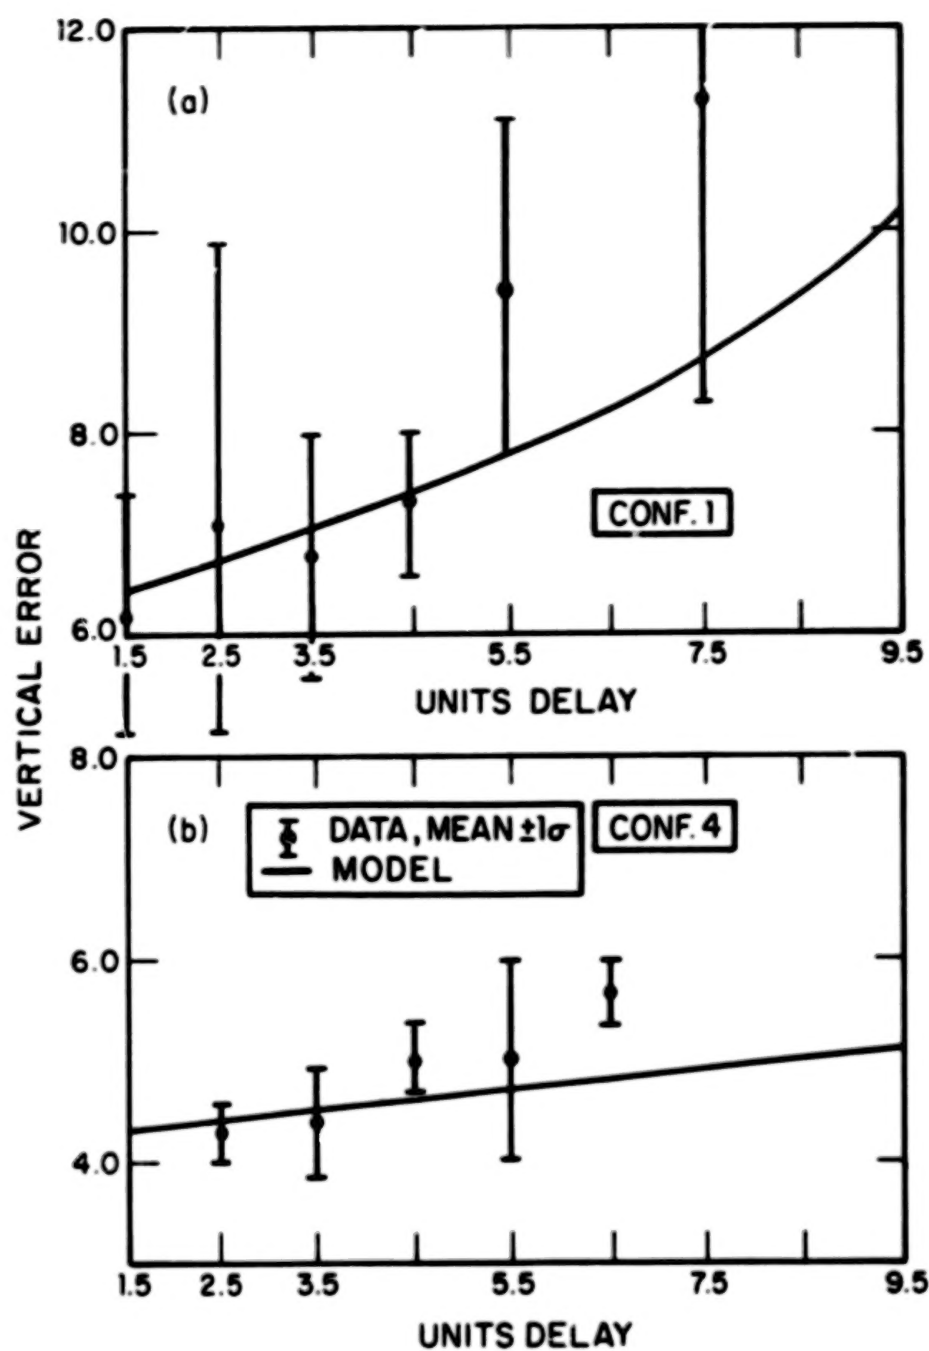 12.0
(a)
10.0
8.0
CONF. 1
6.0
1.5 2.5 3.5 5.5 7.5 9.5
UNITS DELAY
VERTICAL ERROR
8.0
(b)
DATA, MEAN ±1σ
MODEL
CONF. 4
6.0
4.0
1.5 2.5 3.5 5.5 7.5 9.5
UNITS DELAY